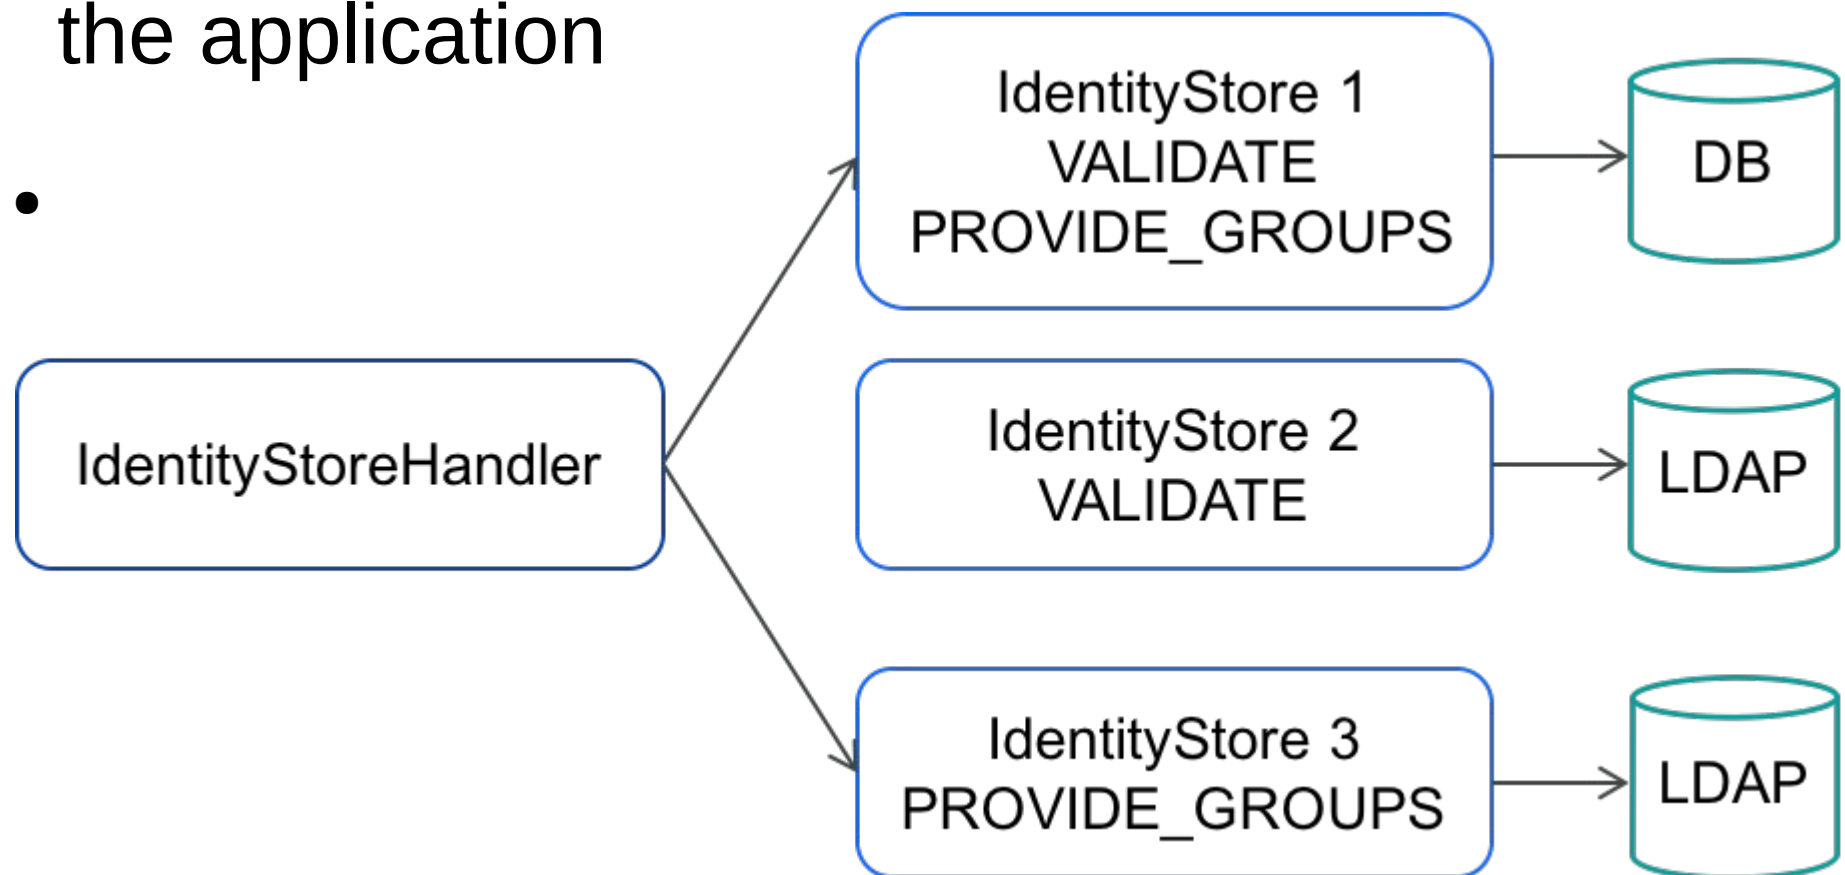 the application
•
IdentityStore 1
VALIDATE
PROVIDE_GROUPS
DB
IdentityStoreHandler
IdentityStore 2
VALIDATE
LDAP
IdentityStore 3
PROVIDE_GROUPS
LDAP